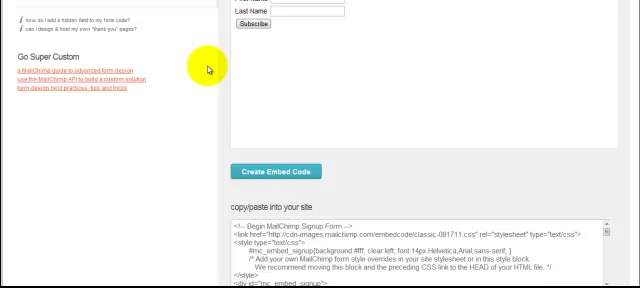 how do i add a hidden field to my form code?
can i design & host my own "thank you" pages?
Go Super Custom
a MailChimp guide to advanced form design
use the MailChimp API to build a custom solution
form design best practices, tips and tricks
Last Name
Subscribe
Create Embed Code
copy/paste into your site
<!-- Begin MailChimp Signup Form -->
<link href="http://cdn-images.mailchimp.com/embedcode/classic-081711.css" rel="stylesheet" type="text/css">
<style type="text/css">
#mc_embed_signup{background:#fff; clear:left; font:14px Helvetica,Arial,sans-serif; }
/* Add your own MailChimp form style overrides in your site stylesheet or in this style block.
We recommend moving this block and the preceding CSS link to the HEAD of your HTML file. */
</style>
<div id="mc_embed_signup">